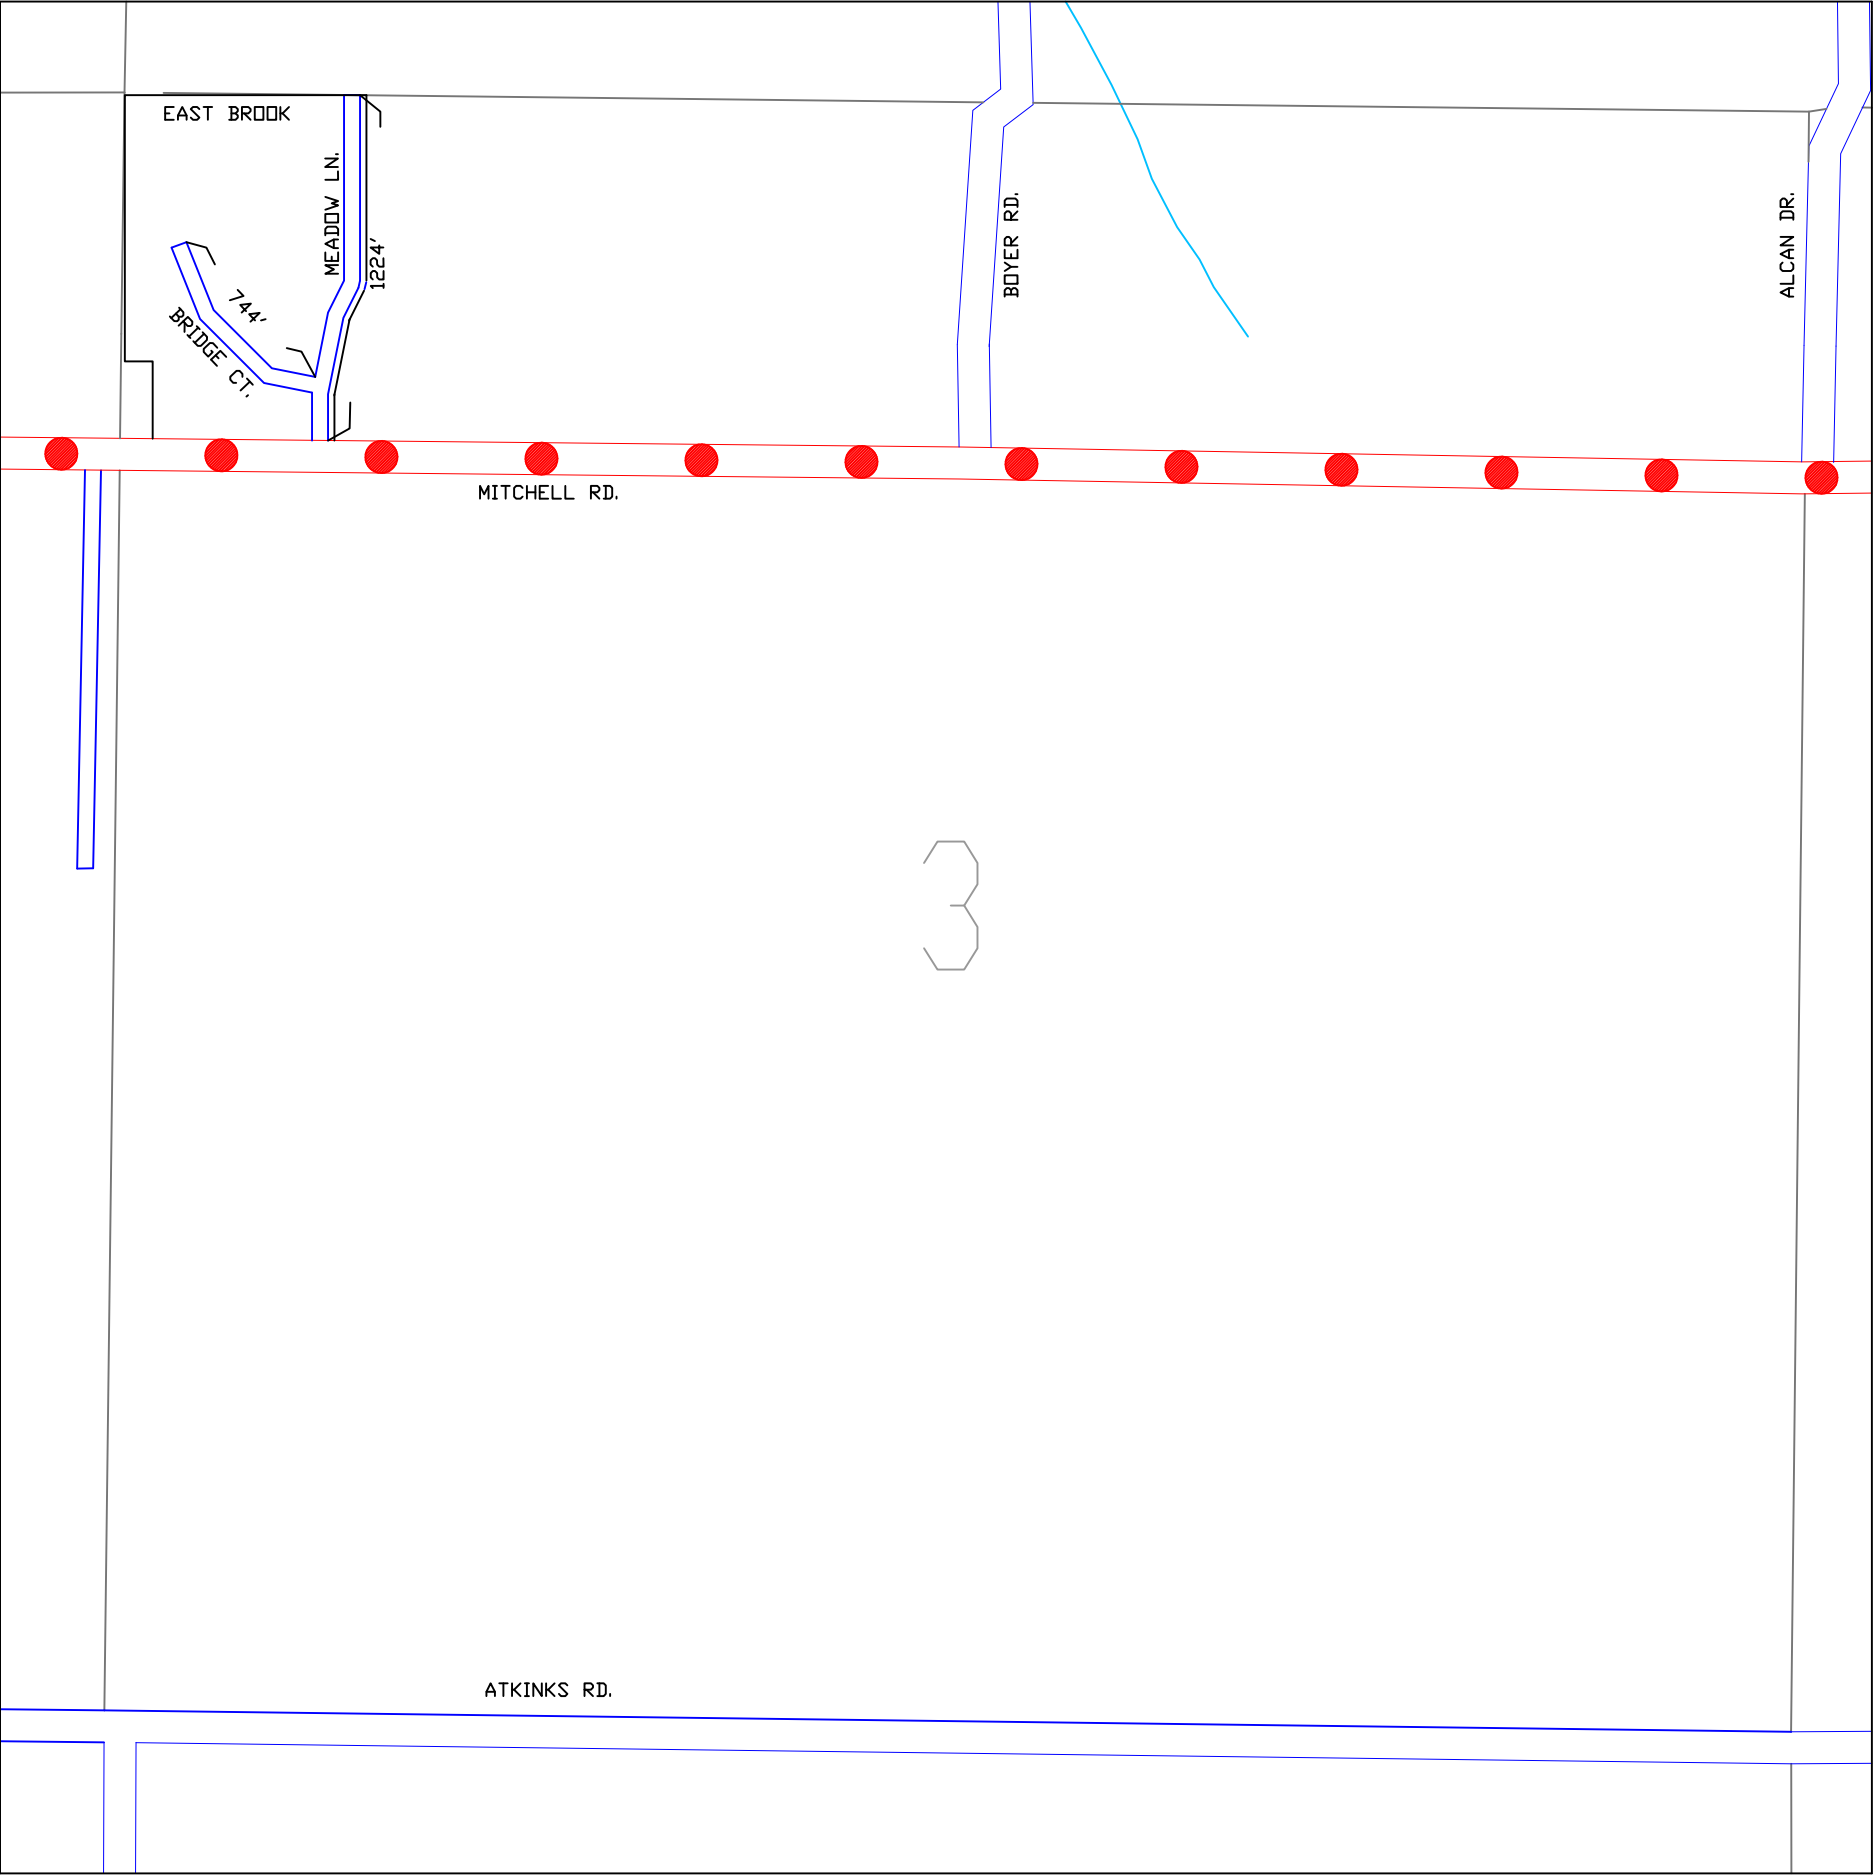 EAST BROOK
MEADOW LN.
1224'
744'
BRIDGE CT.
BOYER RD.
ALCAN DR.
MITCHELL RD.
3
ATKINKS RD.